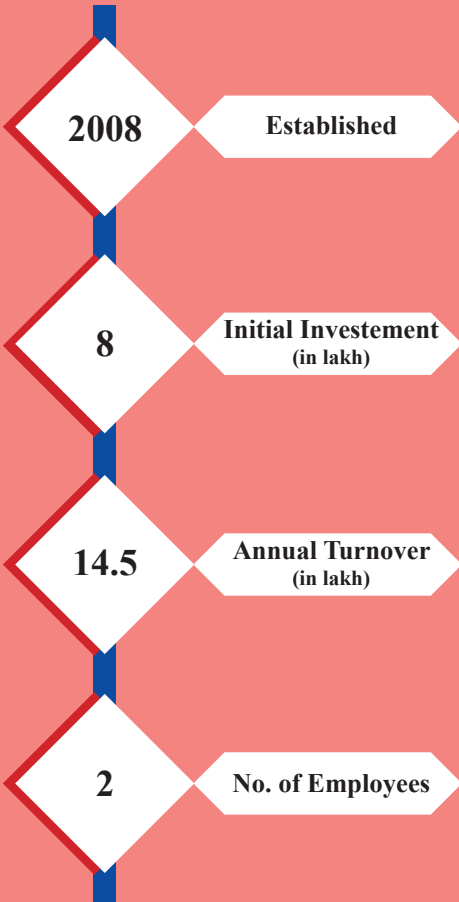 2008
Established
8
Initial Investement
(in lakh)
14.5
Annual Turnover
(in lakh)
2
No. of Employees